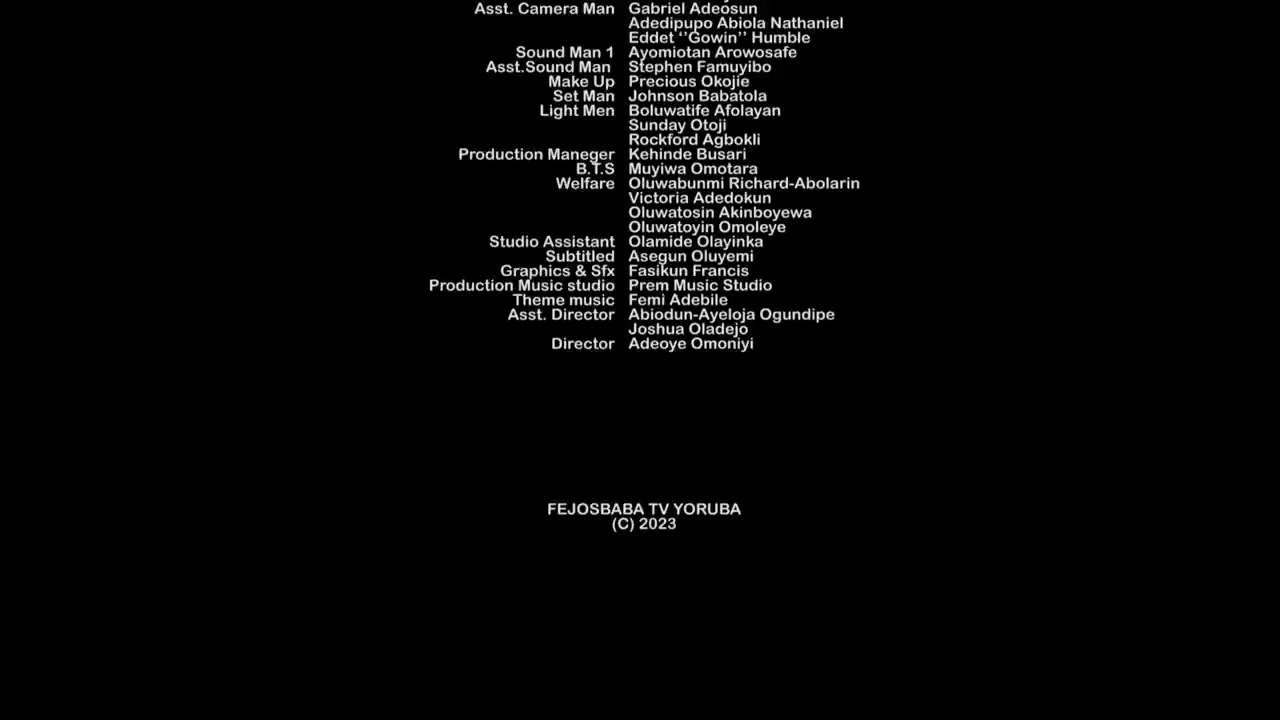 Asst. Camera Man Gabriel Adeosun
Adedipupo Abiola Nathaniel
Eddet ‘’Gowin’’ Humble
Sound Man 1 Ayomiotan Arowosafe
Asst.Sound Man Stephen Famuyibo
Make Up Precious Okojie
Set Man Johnson Babatola
Light Men Boluwatife Afolayan
Sunday Otoji
Rockford Agbokli
Production Maneger Kehinde Busari
B.T.S Muyiwa Omotara
Welfare Oluwabunmi Richard-Abolarin
Victoria Adedokun
Oluwatosin Akinboyewa
Oluwatoyin Omoleye
Studio Assistant Olamide Olayinka
Subtitled Asegun Oluyemi
Graphics & Sfx Fasikun Francis
Production Music studio Prem Music Studio
Theme music Femi Adebile
Asst. Director Abiodun-Ayeloja Ogundipe
Joshua Oladejo
Director Adeoye Omoniyi
FEJOSBABA TV YORUBA
(C) 2023